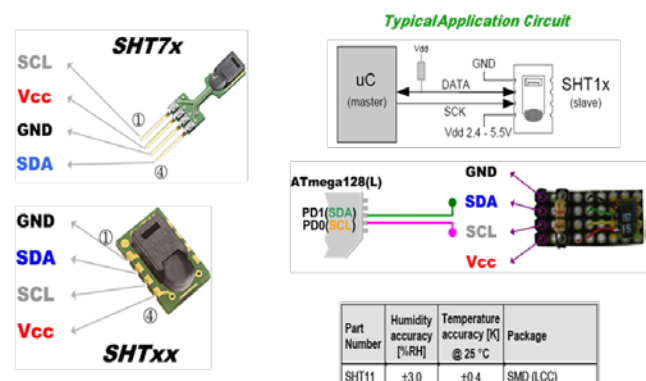 SHT7x
SCL
Vcc
GND
SDA
①
④
GND
SDA
SCL
Vcc
①
④
SHTxx
Typical Application Circuit
Vdd
uC
(master)
GND
DATA
SCK
Vdd 2.4 - 5.5V
SHT1x
(slave)
ATmega128(L)
PD1(SDA)
PD0(SCL)
GND
SDA
SCL
Vcc
Part Number Humidity accuracy [%RH] Temperature accuracy [K] @ 25 °C Package
SHT11 ±3.0 ±0.4 SMD (LCC)